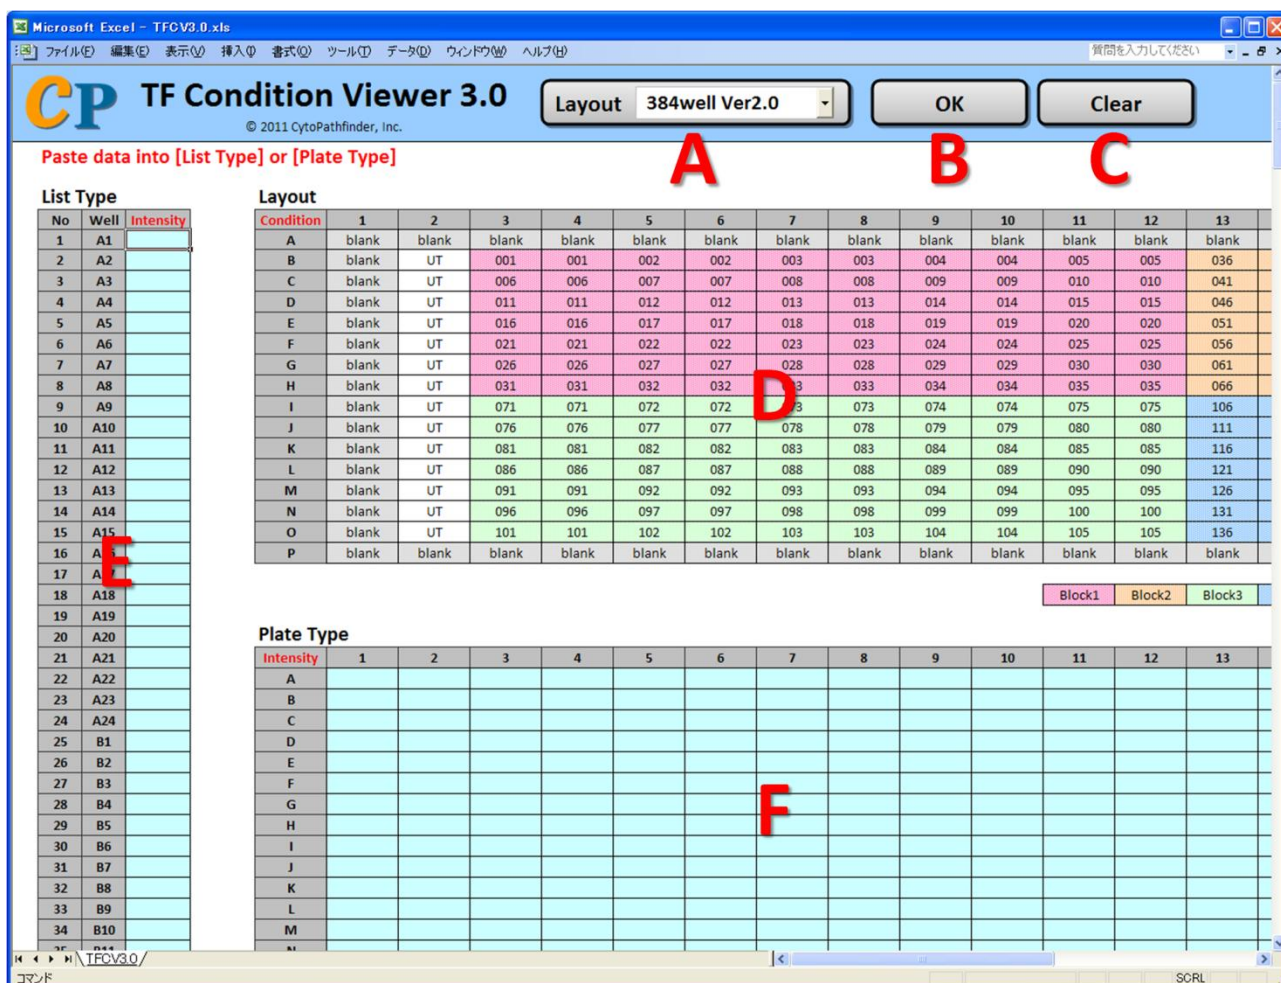 Microsoft Excel - TFCV3.0.xls
ファイル(F) 編集(E) 表示(V) 挿入(I) 書式(O) ツール(T) データ(D) ウィンドウ(W) ヘルプ(H) 質問を入力してください
CP TF Condition Viewer 3.0 Layout 384well Ver2.0 OK Clear
© 2011 CytoPathfinder, Inc.
A B C
Paste data into [List Type] or [Plate Type]
List Type
No Well Intensity
1 A1
2 A2
3 A3
4 A4
5 A5
6 A6
7 A7
8 A8
9 A9
10 A10
11 A11
12 A12
13 A13
14 A14
15 A15
16
17
18 A18
19 A19
20 A20
21 A21
22 A22
23 A23
24 A24
25 B1
26 B2
27 B3
28 B4
29 B5
30 B6
31 B7
32 B8
33 B9
34 B10
E
Layout
Condition 1 2 3 4 5 6 7 8 9 10 11 12 13
A blank blank blank blank blank blank blank blank blank blank blank blank blank
B blank UT 001 001 002 002 003 003 004 004 005 005 036
C blank UT 006 006 007 007 008 008 009 009 010 010 041
D blank UT 011 011 012 012 013 013 014 014 015 015 046
E blank UT 016 016 017 017 018 018 019 019 020 020 051
F blank UT 021 021 022 022 023 023 024 024 025 025 056
G blank UT 026 026 027 027 028 028 029 029 030 030 061
H blank UT 031 031 032 032 033 034 034 035 035 066
I blank UT 071 071 072 072 073 074 074 075 075 106
J blank UT 076 076 077 077 078 078 079 079 080 080 111
K blank UT 081 081 082 082 083 083 084 084 085 085 116
L blank UT 086 086 087 087 088 088 089 089 090 090 121
M blank UT 091 091 092 092 093 093 094 094 095 095 126
N blank UT 096 096 097 097 098 098 099 099 100 100 131
O blank UT 101 101 102 102 103 103 104 104 105 105 136
P blank blank blank blank blank blank blank blank blank blank blank blank blank
D
Block1 Block2 Block3
Plate Type
Intensity 1 2 3 4 5 6 7 8 9 10 11 12 13
A
B
C
D
E
F
G
H
I
J
K
L
M
F
TFCV3.0
コマンド SCRL